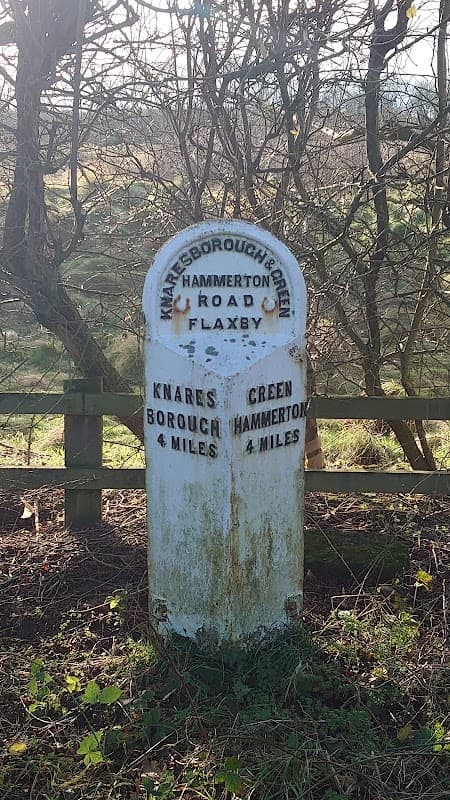 KNARESBOROUGH & GREEN
HAMMERTON
ROAD
FLAXBY
KNARES
BOROUGH
4 MILES
GREEN
HAMMERTON
4 MILES